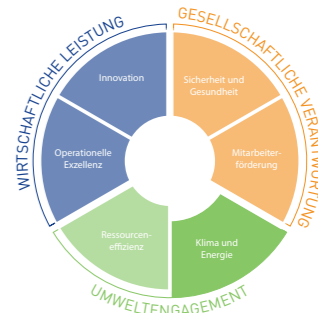 WIRTSCHAFTLICHE LEISTUNG
GESELLSCHAFTLICHE VERANTWORTUNG
Innovation
Sicherheit und
Gesundheit
Operationelle
Exzellenz
Mitarbeiter-
förderung
Ressourcen-
effizienz
Klima und
Energie
UMWELTENGAGEMENT